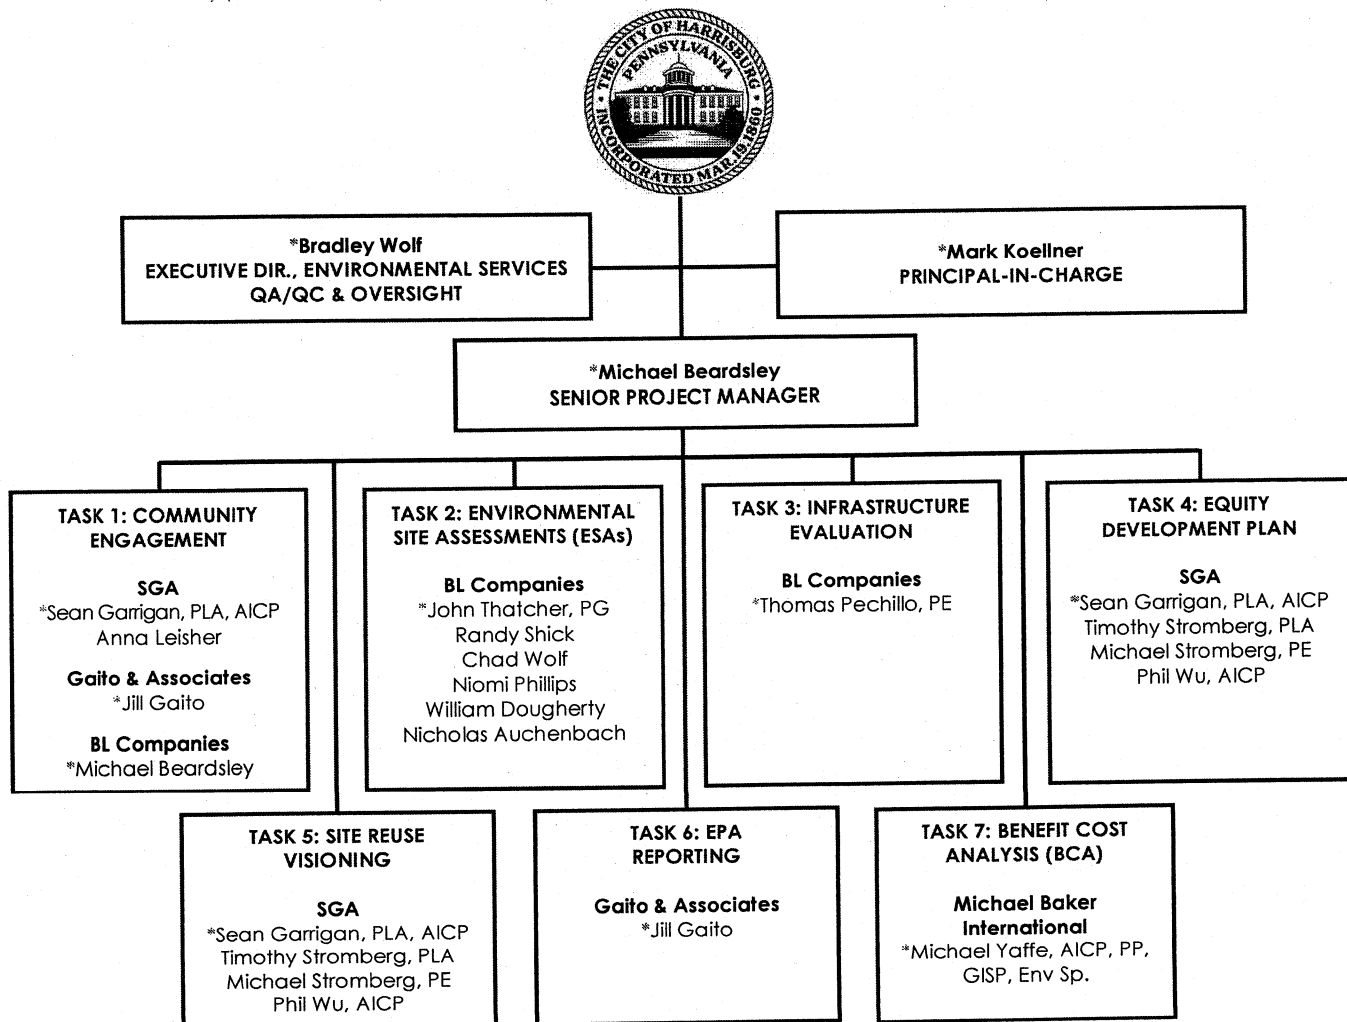 THE CITY OF HARRISBURG
PENNSYLVANIA
INCORPORATED MAR.19.1860
*Bradley Wolf
EXECUTIVE DIR., ENVIRONMENTAL SERVICES
QA/QC & OVERSIGHT
*Mark Koellner
PRINCIPAL-IN-CHARGE
*Michael Beardsley
SENIOR PROJECT MANAGER
TASK 1: COMMUNITY
ENGAGEMENT
SGA
*Sean Garrigan, PLA, AICP
Anna Leisher
Gaito & Associates
*Jill Gaito
BL Companies
*Michael Beardsley
TASK 2: ENVIRONMENTAL
SITE ASSESSMENTS (ESAs)
BL Companies
*John Thatcher, PG
Randy Shick
Chad Wolf
Niomi Phillips
William Dougherty
Nicholas Auchenbach
TASK 3: INFRASTRUCTURE
EVALUATION
BL Companies
*Thomas Pechillo, PE
TASK 4: EQUITY
DEVELOPMENT PLAN
SGA
*Sean Garrigan, PLA, AICP
Timothy Stromberg, PLA
Michael Stromberg, PE
Phil Wu, AICP
TASK 5: SITE REUSE
VISIONING
SGA
*Sean Garrigan, PLA, AICP
Timothy Stromberg, PLA
Michael Stromberg, PE
Phil Wu, AICP
TASK 6: EPA
REPORTING
Gaito & Associates
*Jill Gaito
TASK 7: BENEFIT COST
ANALYSIS (BCA)
Michael Baker
International
*Michael Yaffe, AICP, PP,
GISP, Env Sp.